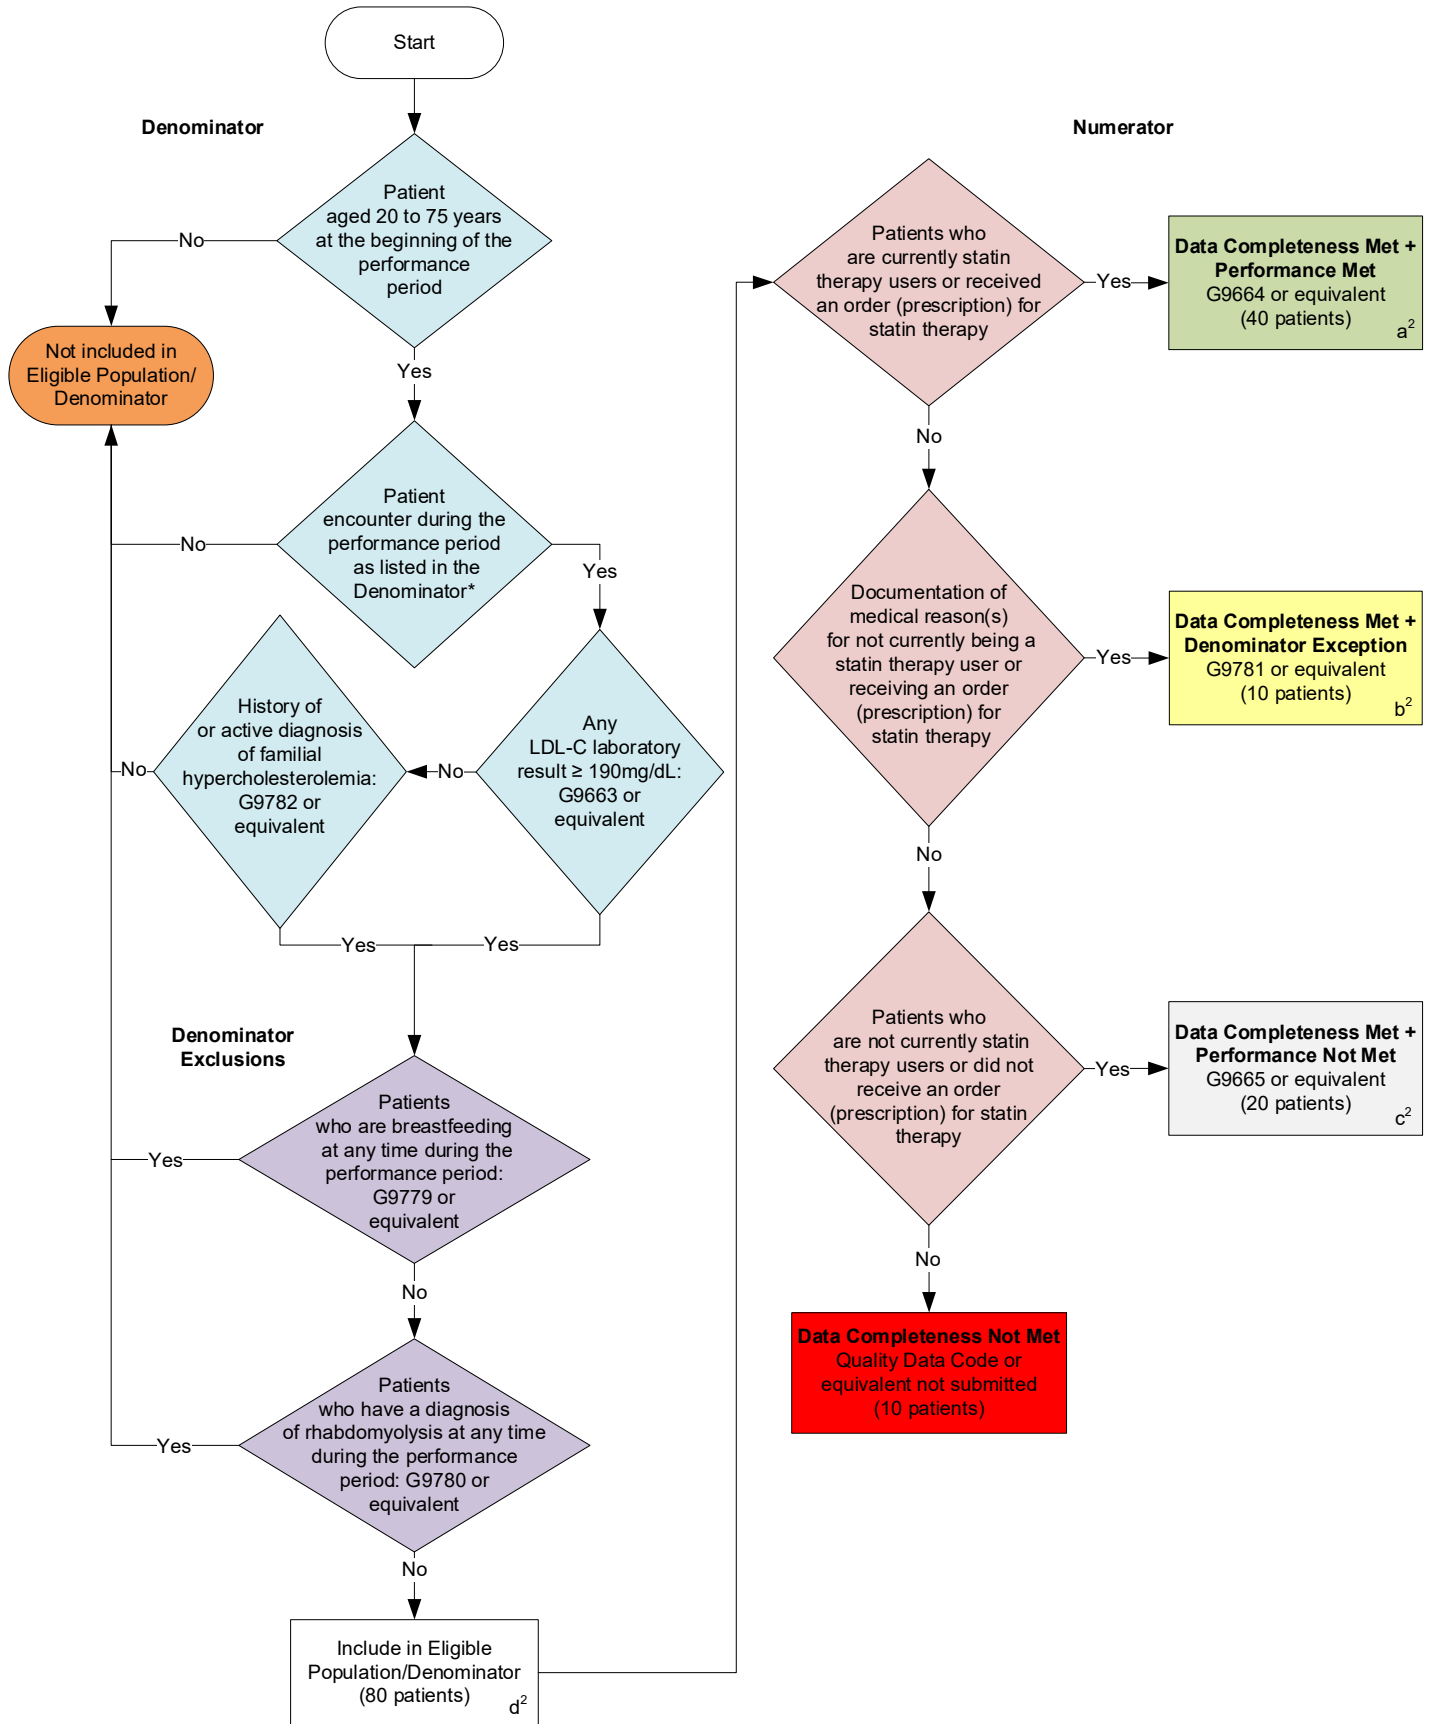 Start
Denominator
Patient
aged 20 to 75 years
at the beginning of the
performance
period
No
Not included in
Eligible Population/
Denominator
Yes
Patient
encounter during the
performance period
as listed in the
Denominator*
No
Yes
History of
or active diagnosis
of familial
hypercholesterolemia:
G9782 or
equivalent
No
Any
LDL-C laboratory
result ≥ 190mg/dL:
G9663 or
equivalent
No
Yes
Yes
Denominator
Exclusions
Patients
who are breastfeeding
at any time during the
performance period:
G9779 or
equivalent
Yes
No
Patients
who have a diagnosis
of rhabdomyolysis at any time
during the performance
period: G9780 or
equivalent
Yes
No
Include in Eligible
Population/Denominator
(80 patients)
d²
Numerator
Patients who
are currently statin
therapy users or received
an order (prescription) for
statin therapy
Yes
Data Completeness Met +
Performance Met
G9664 or equivalent
(40 patients)
a²
No
Documentation of
medical reason(s)
for not currently being a
statin therapy user or
receiving an order
(prescription) for
statin therapy
Yes
Data Completeness Met +
Denominator Exception
G9781 or equivalent
(10 patients)
b²
No
Patients who
are not currently statin
therapy users or did not
receive an order
(prescription) for statin
therapy
Yes
Data Completeness Met +
Performance Not Met
G9665 or equivalent
(20 patients)
c²
No
Data Completeness Not Met
Quality Data Code or
equivalent not submitted
(10 patients)